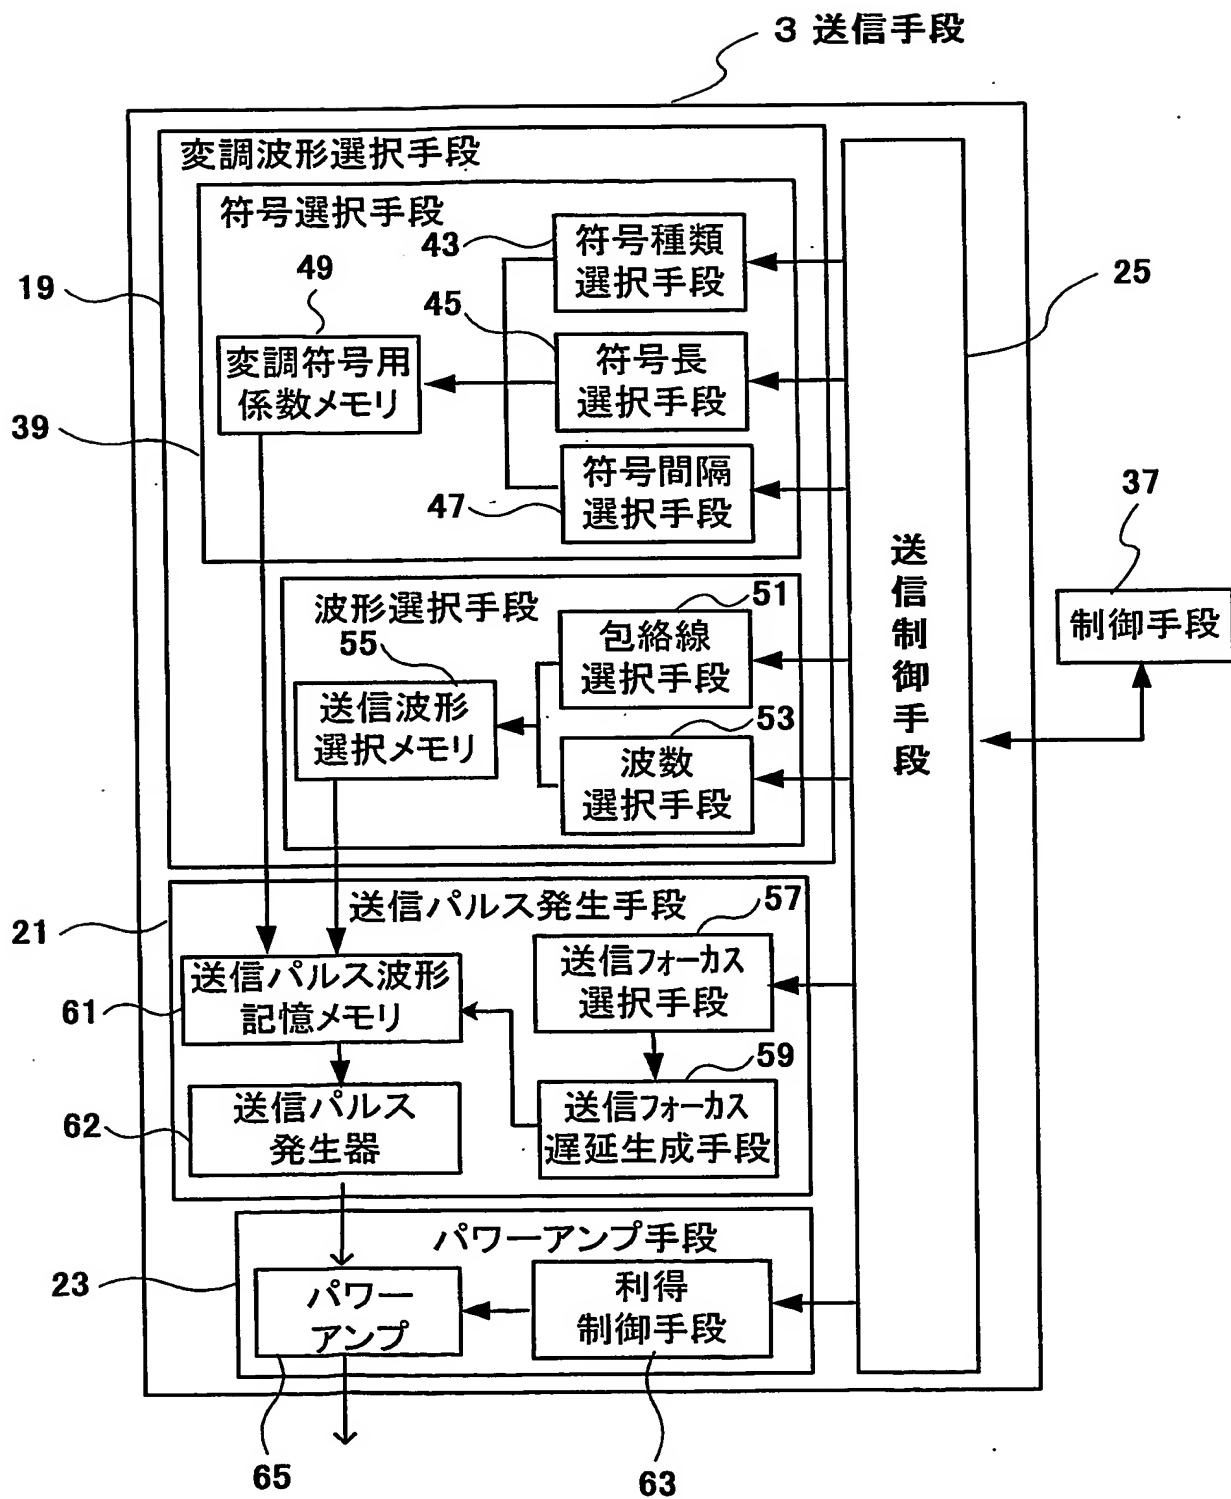 3 送信手段
変調波形選択手段
符号選択手段
43
符号種類
選択手段
19
49
25
45
変調符号用
係数メモリ
符号長
選択手段
39
47
符号間隔
選択手段
37
制御手段
送信制御手段
波形選択手段
51
55
包絡線
選択手段
送信波形
選択メモリ
53
波数
選択手段
21
送信パルス発生手段
57
送信フォーカス
選択手段
61
送信パルス波形
記憶メモリ
59
62
送信パルス
発生器
送信フォーカス
遅延生成手段
パワーアンプ手段
23
パワー
アンプ
利得
制御手段
65
63